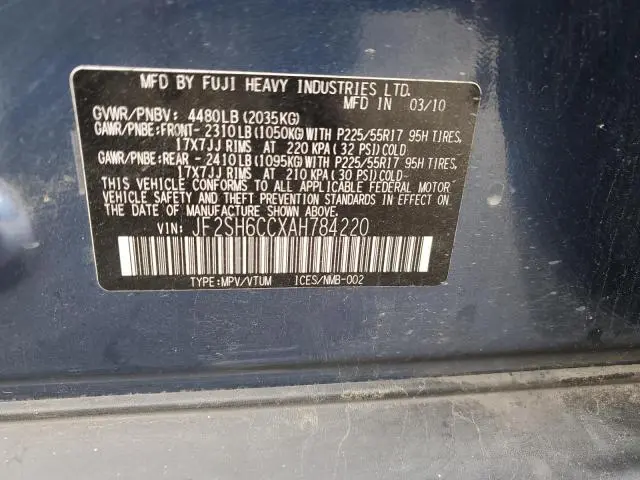 MFD BY FUJI HEAVY INDUSTRIES LTD.
MFD IN 03/10
GVWR/PNBV: 4480LB (2035KG)
GAWR/PNBE:FRONT-2310LB(1050KG)WITH P225/55R17 95H TIRES,
17X7JJ RIMS AT 220 KPA(32 PSI)COLD
GAWR/PNBE:REAR -2410LB(1095KG)WITH P225/55R17 95H TIRES,
17X7JJ RIMS AT 210 KPA(30 PSI)COLD-
THIS VEHICLE CONFORMS TO ALL APPLICABLE FEDERAL MOTOR
VEHICLE SAFETY AND THEFT PREVENTION STANDARDS IN EFFECT
ON THE DATE OF MANUFACTURE SHOWN ABOVE.
VIN: JF2SH6CCXAH784220
TYPE:MPV/VTUM ICES/NMB-002